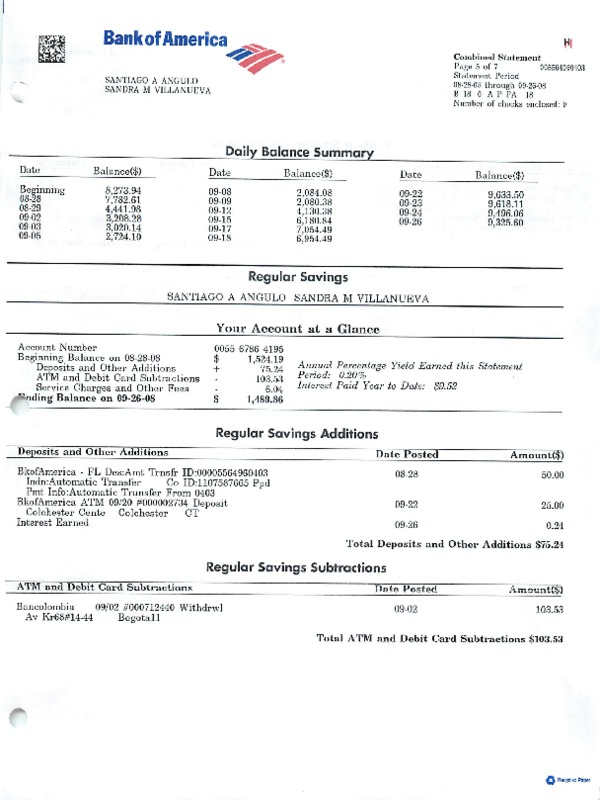 Bank of America
H
Combined Statement
Page 5 of 7
Statement Period
08-28-08 through 09-26-08
B 18 0 A P PA 18
Number of checks enclosed: 0
SANTIAGO A ANGULO
SANDRA M VILLANUEVA
Daily Balance Summary
Date Balance($) Date Balance($) Date Balance($)
Beginning 8,273.94 09-08 2,084.08 09-22 9,633.50
08-28 7,782.61 09-09 2,080.38 09-23 9,618.11
08-29 4,441.98 09-12 4,130.38 09-24 9,496.06
09-02 3,208.28 09-15 6,180.84 09-26 9,325.60
09-03 3,020.14 09-17 7,054.49
09-05 2,724.10 09-18 6,954.49
Regular Savings
SANTIAGO A ANGULO SANDRA M VILLANUEVA
Your Account at a Glance
Account Number 0055 6786 4195
Beginning Balance on 08-28-08 $ 1,524.19
Deposits and Other Additions + 75.24
ATM and Debit Card Subtractions - 103.53
Service Charges and Other Fees - 6.04
Ending Balance on 09-26-08 $ 1,489.86
Annual Percentage Yield Earned this Statement
Period: 0.20%
Interest Paid Year to Date: $0.52
Regular Savings Additions
Deposits and Other Additions Date Posted Amount($)
BkofAmerica - FL Des:Amt Trnsfr ID:00005564960403 08-28 50.00
Indn:Automatic Transfer Co ID:1107587665 Ppd
Pmt Info:Automatic Transfer From 0403
BkofAmerica ATM 09/20 #000002734 Deposit 09-22 25.00
Colchester Cente Colchester CT
Interest Earned 09-26 0.24
Total Deposits and Other Additions $75.24
Regular Savings Subtractions
ATM and Debit Card Subtractions Date Posted Amount($)
Bancolombia 09/02 #000712440 Withdrwl 09-02 103.53
Av Kr68#14-44 Bogota11
Total ATM and Debit Card Subtractions $103.53
Recycled Paper